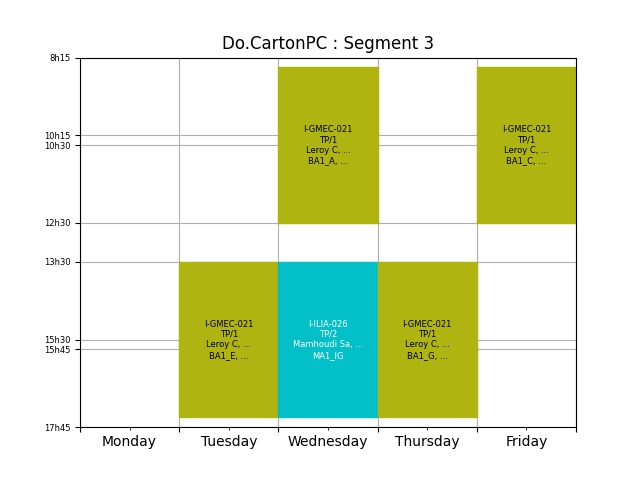 Do.CartonPC : Segment 3
8h15
10h15
10h30
12h30
13h30
15h30
15h45
17h45
I-GMEC-021
TP/1
Leroy C, ...
BA1_A, ...
I-GMEC-021
TP/1
Leroy C, ...
BA1_C, ...
I-GMEC-021
TP/1
Leroy C, ...
BA1_E, ...
I-ILIA-026
TP/2
Mamhoudi Sa, ...
MA1_IG
I-GMEC-021
TP/1
Leroy C, ...
BA1_G, ...
Monday
Tuesday
Wednesday
Thursday
Friday